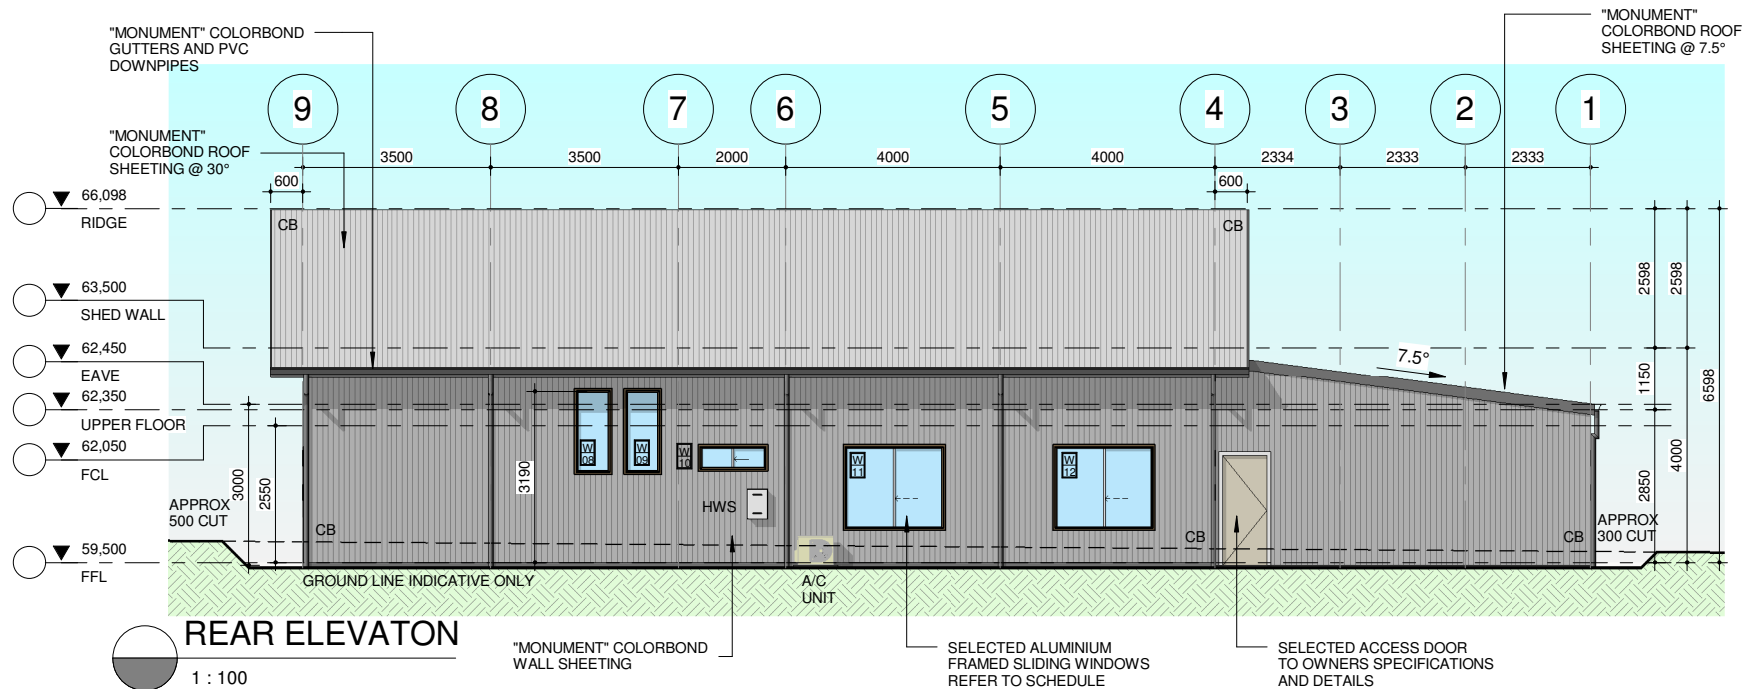 "MONUMENT" COLORBOND
GUTTERS AND PVC
DOWNPIPES
"MONUMENT"
COLORBOND ROOF
SHEETING @ 7.5°
9
8
7
6
5
4
3
2
1
"MONUMENT"
COLORBOND ROOF
SHEETING @ 30°
3500
3500
2000
4000
4000
2334
2333
2333
600
600
66,098
RIDGE
CB
CB
63,500
SHED WALL
2598
2598
62,450
EAVE
7.5°
1150
6598
62,350
UPPER FLOOR
62,050
FCL
W
08
W
09
W
10
W
11
W
12
3000
2550
3190
4000
2850
APPROX
500 CUT
HWS
CB
CB
CB
APPROX
300 CUT
59,500
FFL
GROUND LINE INDICATIVE ONLY
A/C
UNIT
REAR ELEVATON
1 : 100
"MONUMENT" COLORBOND
WALL SHEETING
SELECTED ALUMINIUM
FRAMED SLIDING WINDOWS
REFER TO SCHEDULE
SELECTED ACCESS DOOR
TO OWNERS SPECIFICATIONS
AND DETAILS